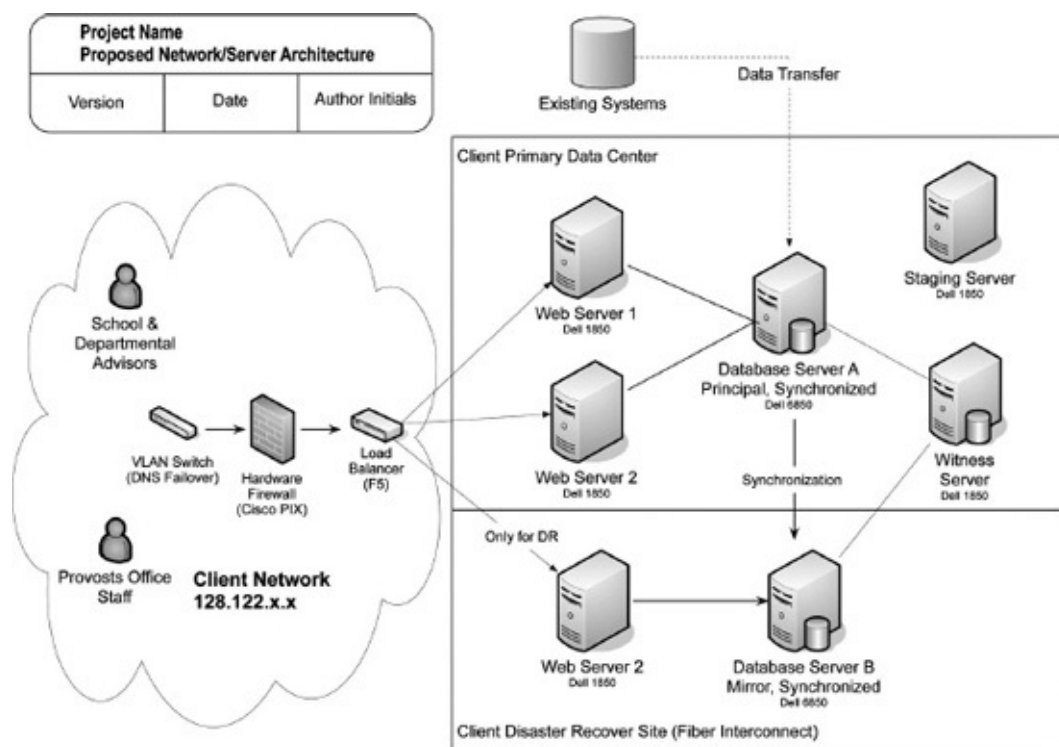 Project Name
Proposed Network/Server Architecture
Version
Date
Author Initials
Existing Systems
Data Transfer
Client Primary Data Center
School &
Departmental
Advisors
VLAN Switch
(DNS Failover)
Hardware
Firewall
(Cisco PIX)
Load
Balancer
(F5)
Provosts Office
Staff
Client Network
128.122.x.x
Web Server 1
Dell 1850
Web Server 2
Dell 1850
Database Server A
Principal, Synchronized
Dell 6850
Staging Server
Dell 1850
Witness
Server
Dell 1850
Synchronization
Only for DR
Web Server 2
Dell 1850
Database Server B
Mirror, Synchronized
Dell 6850
Client Disaster Recover Site (Fiber Interconnect)